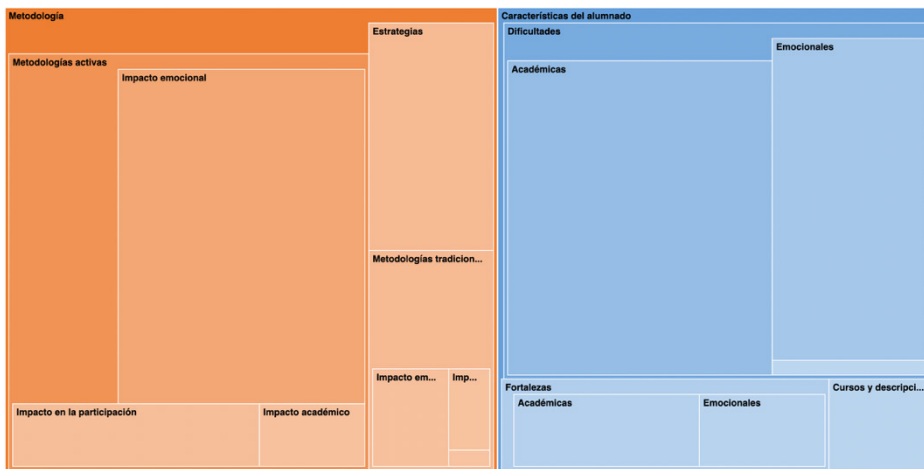 Metodología
Estrategias
Metodologías activas
Impacto emocional
Metodologías tradicion...
Impacto em...
Imp...
Impacto en la participación
Impacto académico
Características del alumnado
Dificultades
Emocionales
Académicas
Fortalezas
Cursos y descripci...
Académicas
Emocionales